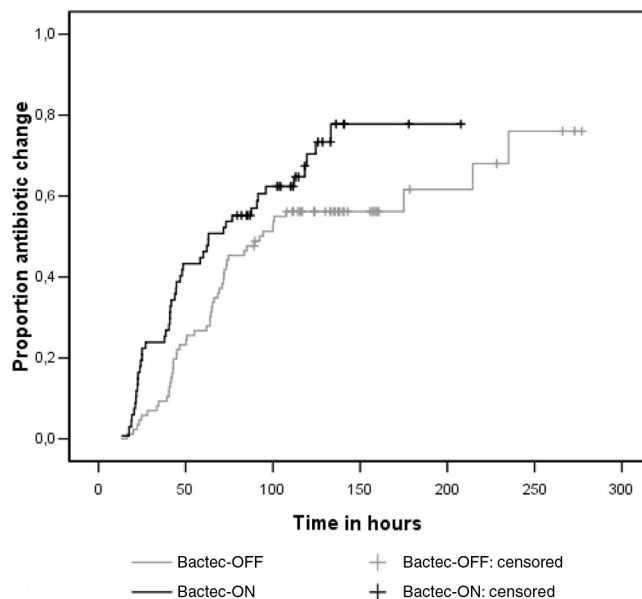 1,0
0,8
0,6
0,4
0,2
0,0
Proportion antibiotic change
0 50 100 150 200 250 300
Time in hours
Bactec-OFF Bactec-OFF: censored
Bactec-ON Bactec-ON: censored